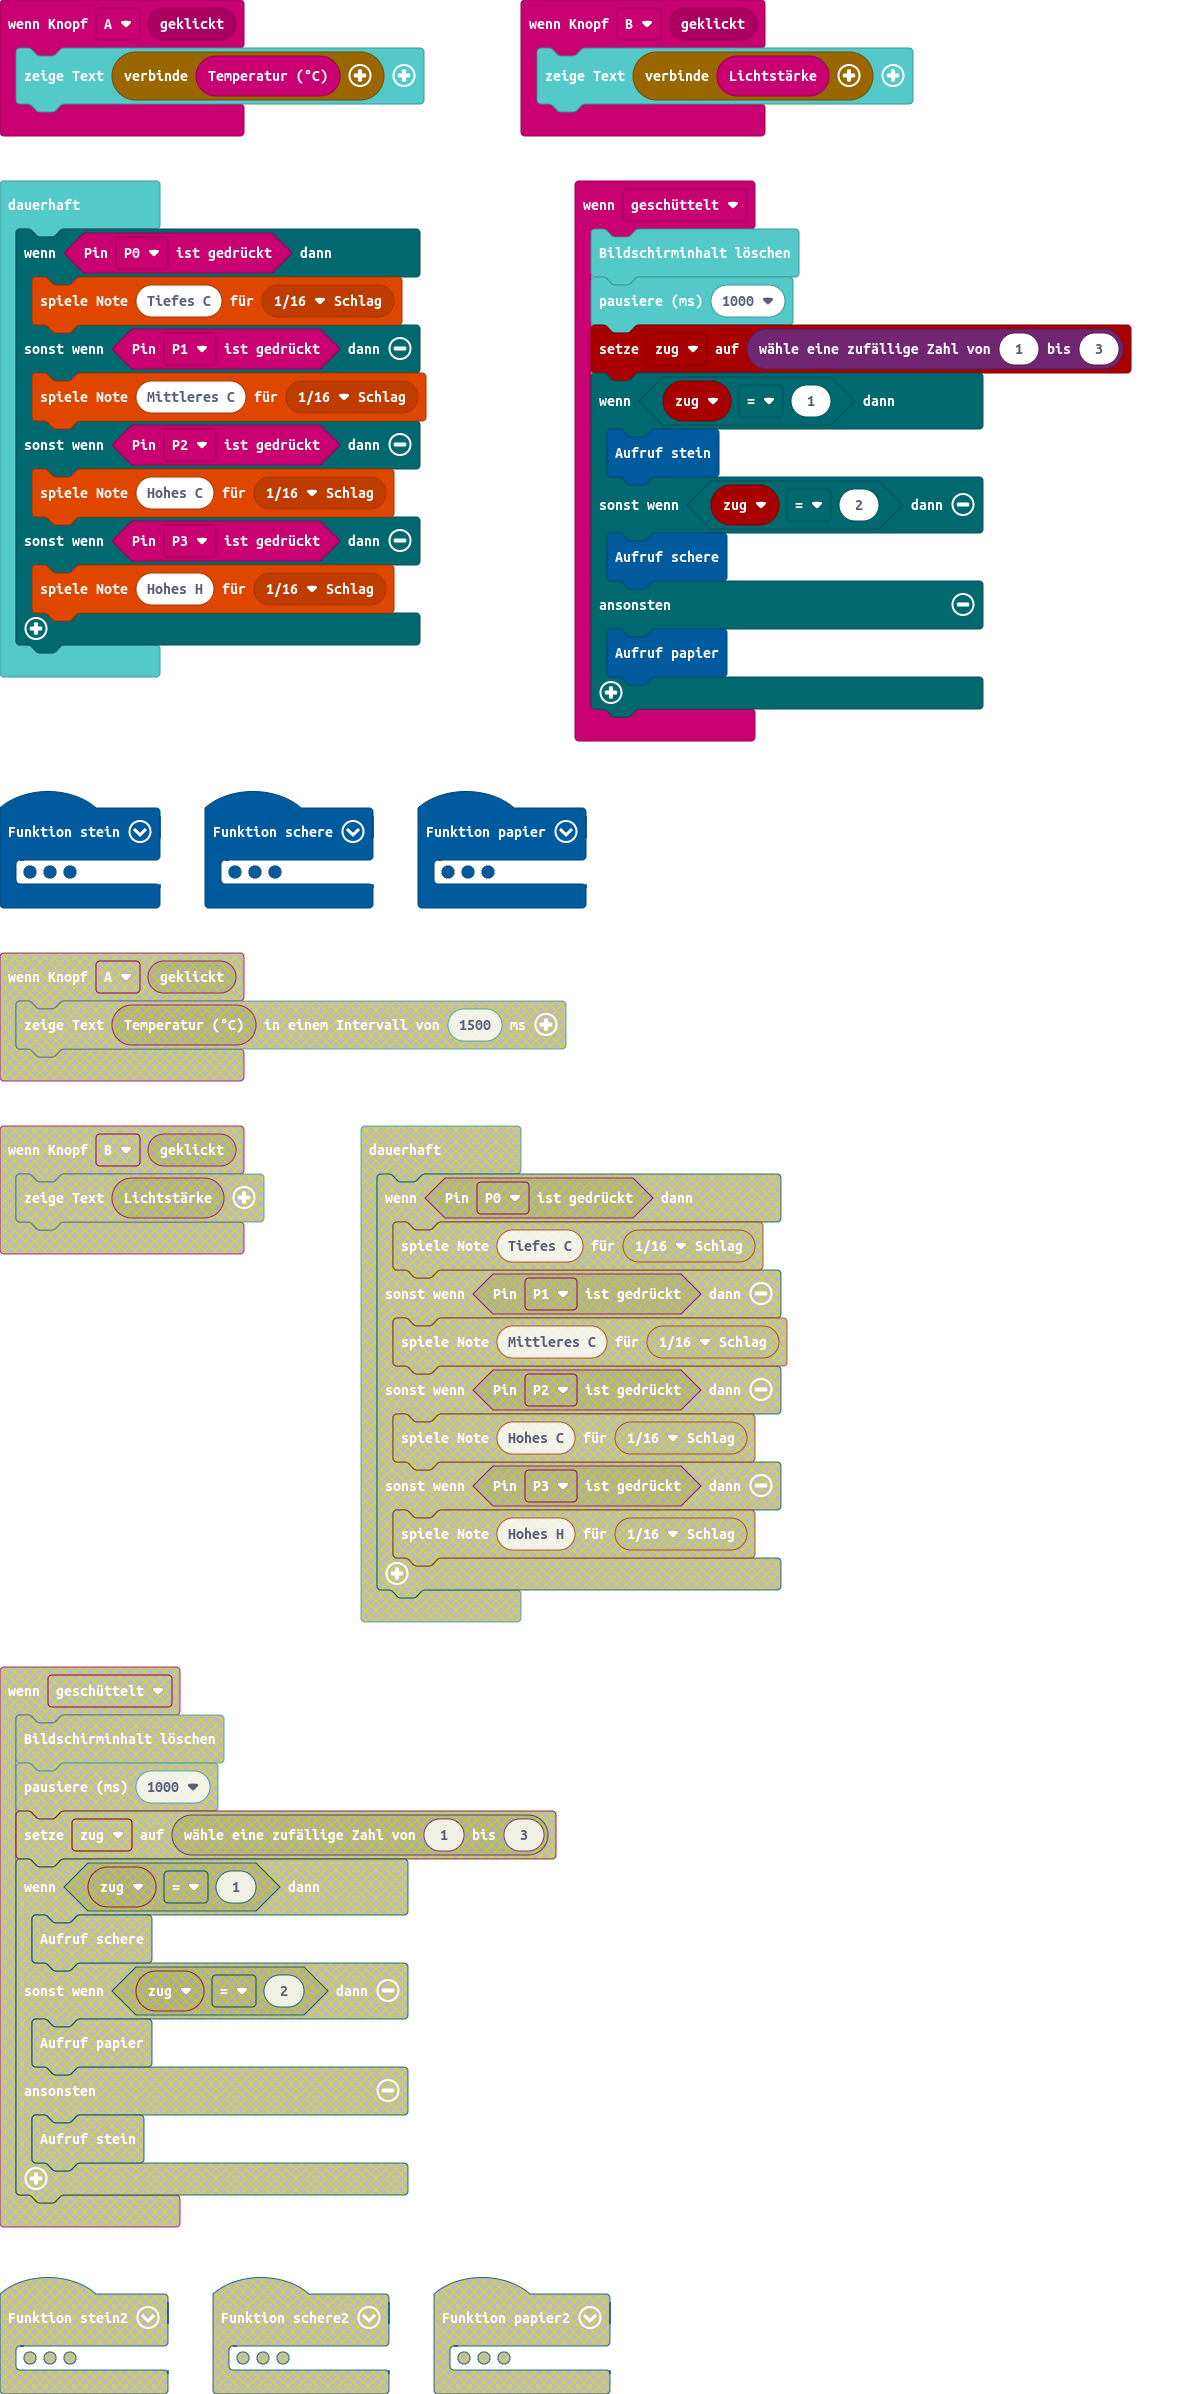 wenn Knopf A geklickt
zeige Text verbinde Temperatur (°C)
wenn Knopf B geklickt
zeige Text verbinde Lichtstärke
dauerhaft
wenn Pin P0 ist gedrückt dann
spiele Note Tiefes C für 1/16 Schlag
sonst wenn Pin P1 ist gedrückt dann
spiele Note Mittleres C für 1/16 Schlag
sonst wenn Pin P2 ist gedrückt dann
spiele Note Hohes C für 1/16 Schlag
sonst wenn Pin P3 ist gedrückt dann
spiele Note Hohes H für 1/16 Schlag
wenn geschüttelt
Bildschirminhalt löschen
pausiere (ms) 1000
setze zug auf wähle eine zufällige Zahl von 1 bis 3
wenn zug = 1 dann
Aufruf stein
sonst wenn zug = 2 dann
Aufruf schere
ansonsten
Aufruf papier
Funktion stein
Funktion schere
Funktion papier
wenn Knopf A geklickt
zeige Text Temperatur (°C) in einem Intervall von 1500 ms
wenn Knopf B geklickt
zeige Text Lichtstärke
dauerhaft
wenn Pin P0 ist gedrückt dann
spiele Note Tiefes C für 1/16 Schlag
sonst wenn Pin P1 ist gedrückt dann
spiele Note Mittleres C für 1/16 Schlag
sonst wenn Pin P2 ist gedrückt dann
spiele Note Hohes C für 1/16 Schlag
sonst wenn Pin P3 ist gedrückt dann
spiele Note Hohes H für 1/16 Schlag
wenn geschüttelt
Bildschirminhalt löschen
pausiere (ms) 1000
setze zug auf wähle eine zufällige Zahl von 1 bis 3
wenn zug = 1 dann
Aufruf schere
sonst wenn zug = 2 dann
Aufruf papier
ansonsten
Aufruf stein
Funktion stein2
Funktion schere2
Funktion papier2